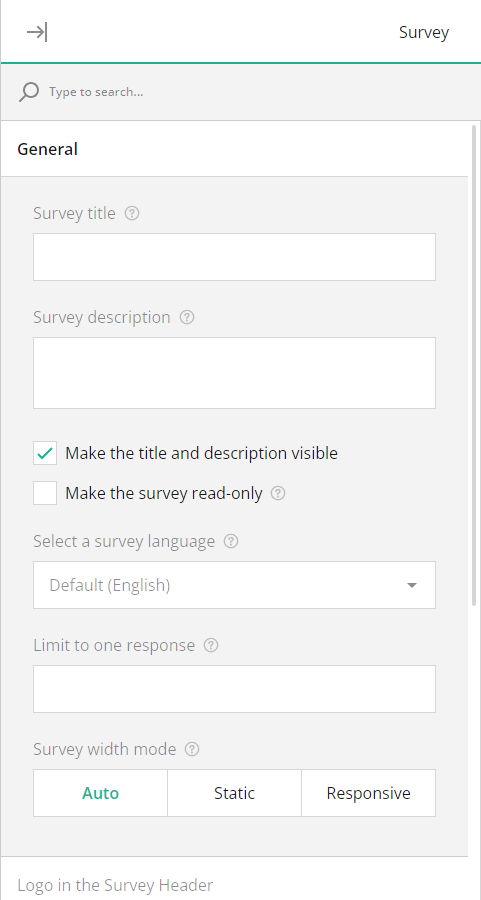 Survey
Type to search...
General
Survey title
Survey description
Make the title and description visible
Make the survey read-only
Select a survey language
Default (English)
Limit to one response
Survey width mode
Auto Static Responsive
Logo in the Survey Header